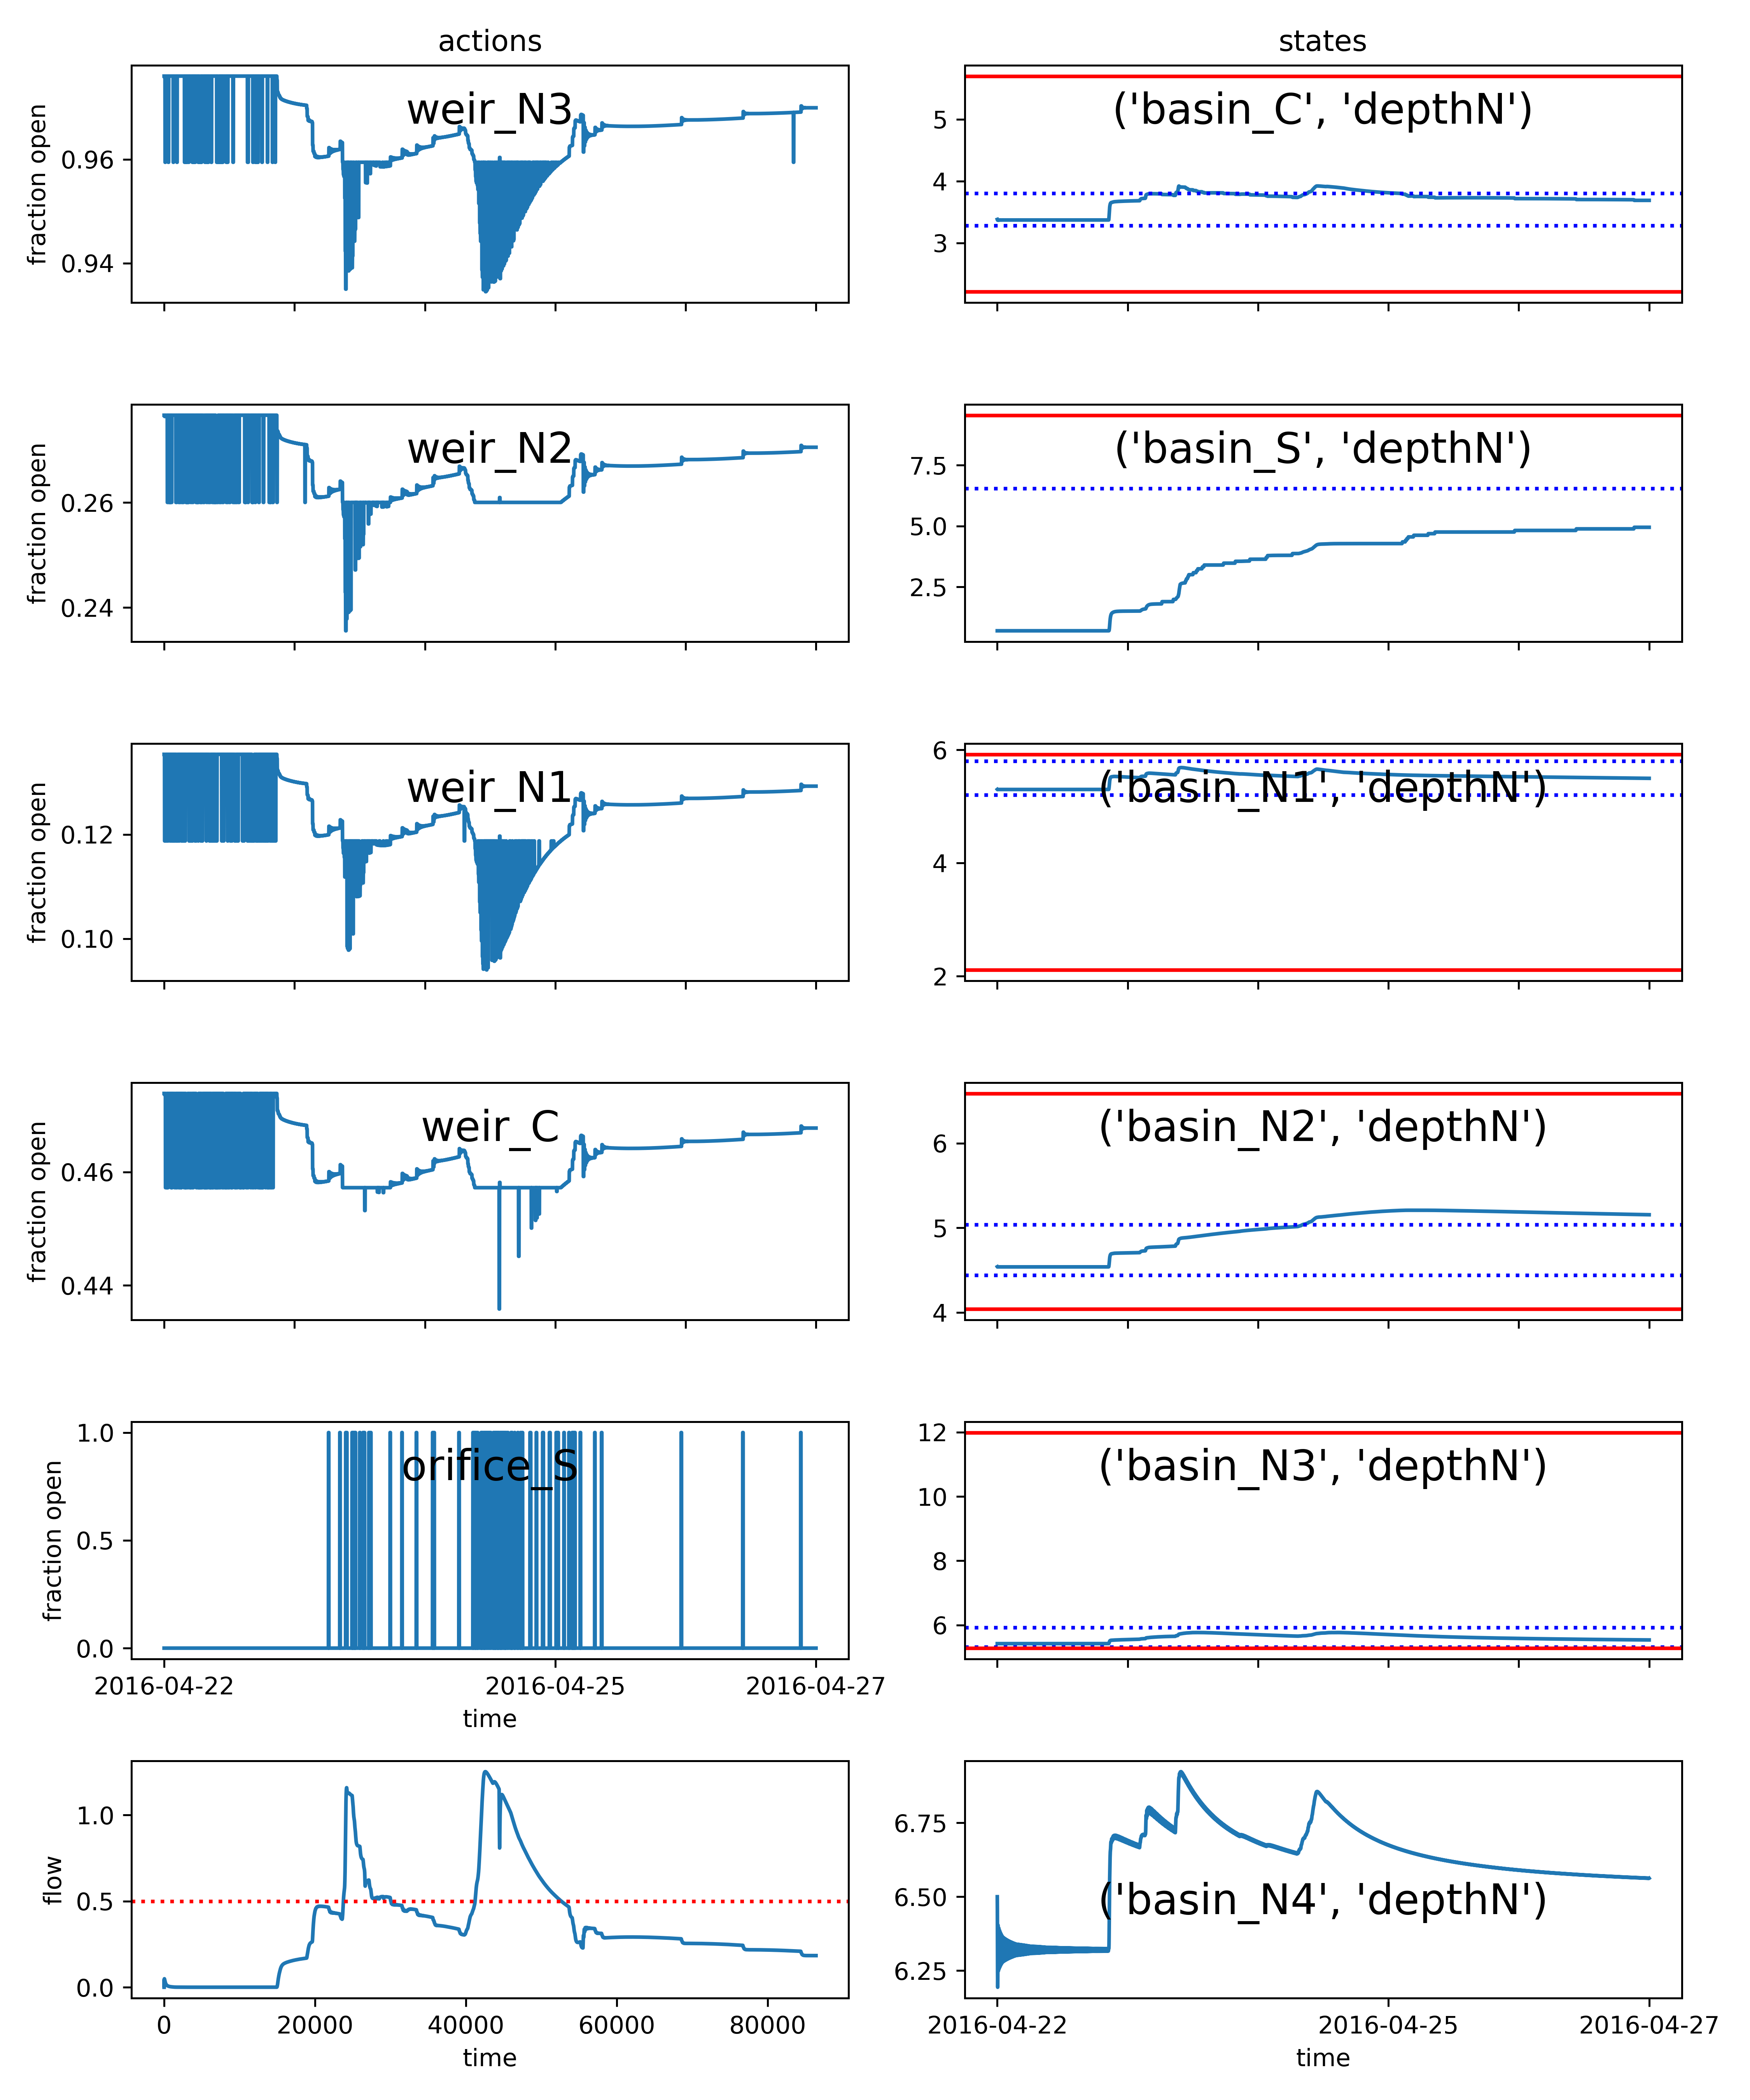 actions
states
fraction open
0.96
0.94
weir_N3
5
4
3
('basin_C', 'depthN')
fraction open
0.26
0.24
weir_N2
7.5
5.0
2.5
('basin_S', 'depthN')
fraction open
0.12
0.10
weir_N1
6
4
2
('basin_N1', 'depthN')
fraction open
0.46
0.44
weir_C
6
5
4
('basin_N2', 'depthN')
fraction open
1.0
0.5
0.0
orifice_S
2016-04-22 2016-04-25 2016-04-27
time
12
10
8
6
('basin_N3', 'depthN')
flow
1.0
0.5
0.0
0 20000 40000 60000 80000
time
6.75
6.50
6.25
('basin_N4', 'depthN')
2016-04-22 2016-04-25 2016-04-27
time